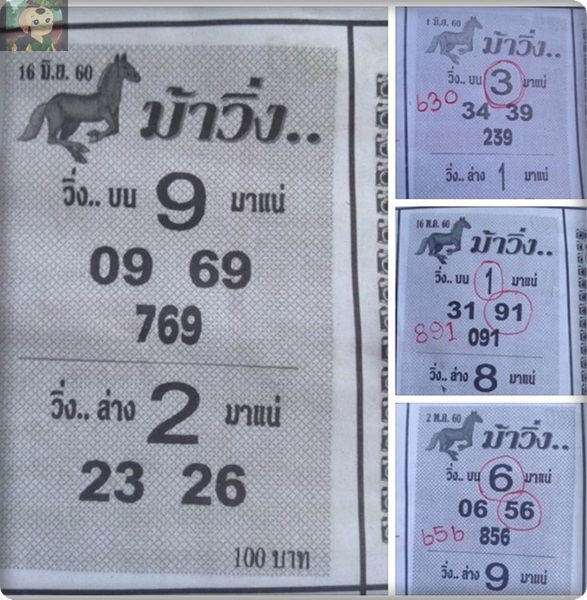 16 มิ.ย. 60
ม้าวิ่ง..
วิ่ง.. บน 9 มาแน่
09 69
769
วิ่ง.. ล่าง 2 มาแน่
23 26
100 บาท
1 มิ.ย. 60
ม้าวิ่ง..
วิ่ง.. บน 3 มาแน่
630
34 39
239
วิ่ง.. ล่าง 1 มาแน่
16 พ.ค. 60
ม้าวิ่ง..
วิ่ง.. บน 1 มาแน่
31 91
891
091
วิ่ง.. ล่าง 8 มาแน่
2 พ.ค. 60
ม้าวิ่ง..
วิ่ง.. บน 6 มาแน่
06 56
656
856
วิ่ง.. ล่าง 9 มาแน่